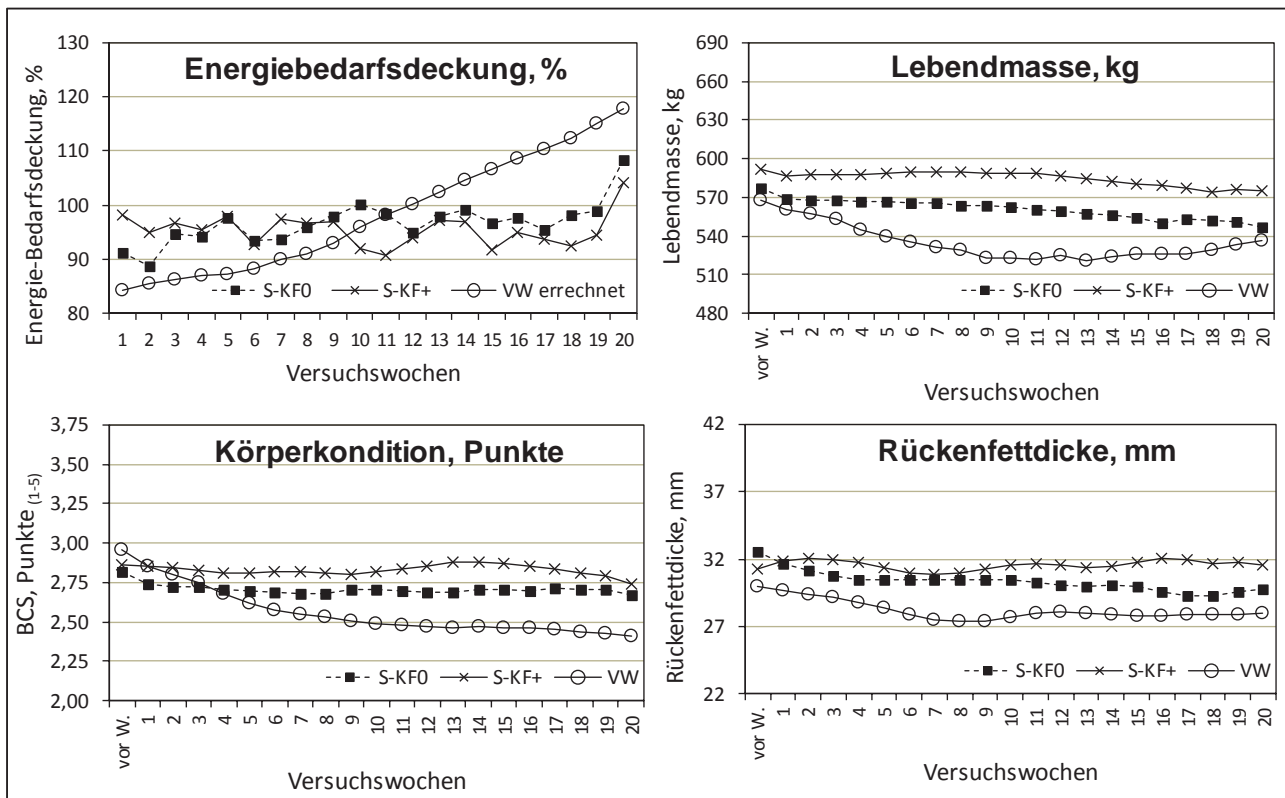 Energiebedarfsdeckung, %
Energie-Bedarfsdeckung, %
130
120
110
100
90
80
S-KF0 S-KF+ VW errechnet
1 2 3 4 5 6 7 8 9 10 11 12 13 14 15 16 17 18 19 20
Versuchswochen
Lebendmasse, kg
Lebendmasse, kg
690
660
630
600
570
540
510
480
S-KF0 S-KF+ VW
vor W. 1 2 3 4 5 6 7 8 9 10 11 12 13 14 15 16 17 18 19 20
Versuchswochen
Körperkondition, Punkte
BCS, Punkte (1-5)
3,75
3,50
3,25
3,00
2,75
2,50
2,25
2,00
S-KF0 S-KF+ VW
vor W. 1 2 3 4 5 6 7 8 9 10 11 12 13 14 15 16 17 18 19 20
Versuchswochen
Rückenfettdicke, mm
Rückenfettdicke, mm
42
37
32
27
22
S-KF0 S-KF+ VW
vor W. 1 2 3 4 5 6 7 8 9 10 11 12 13 14 15 16 17 18 19 20
Versuchswochen